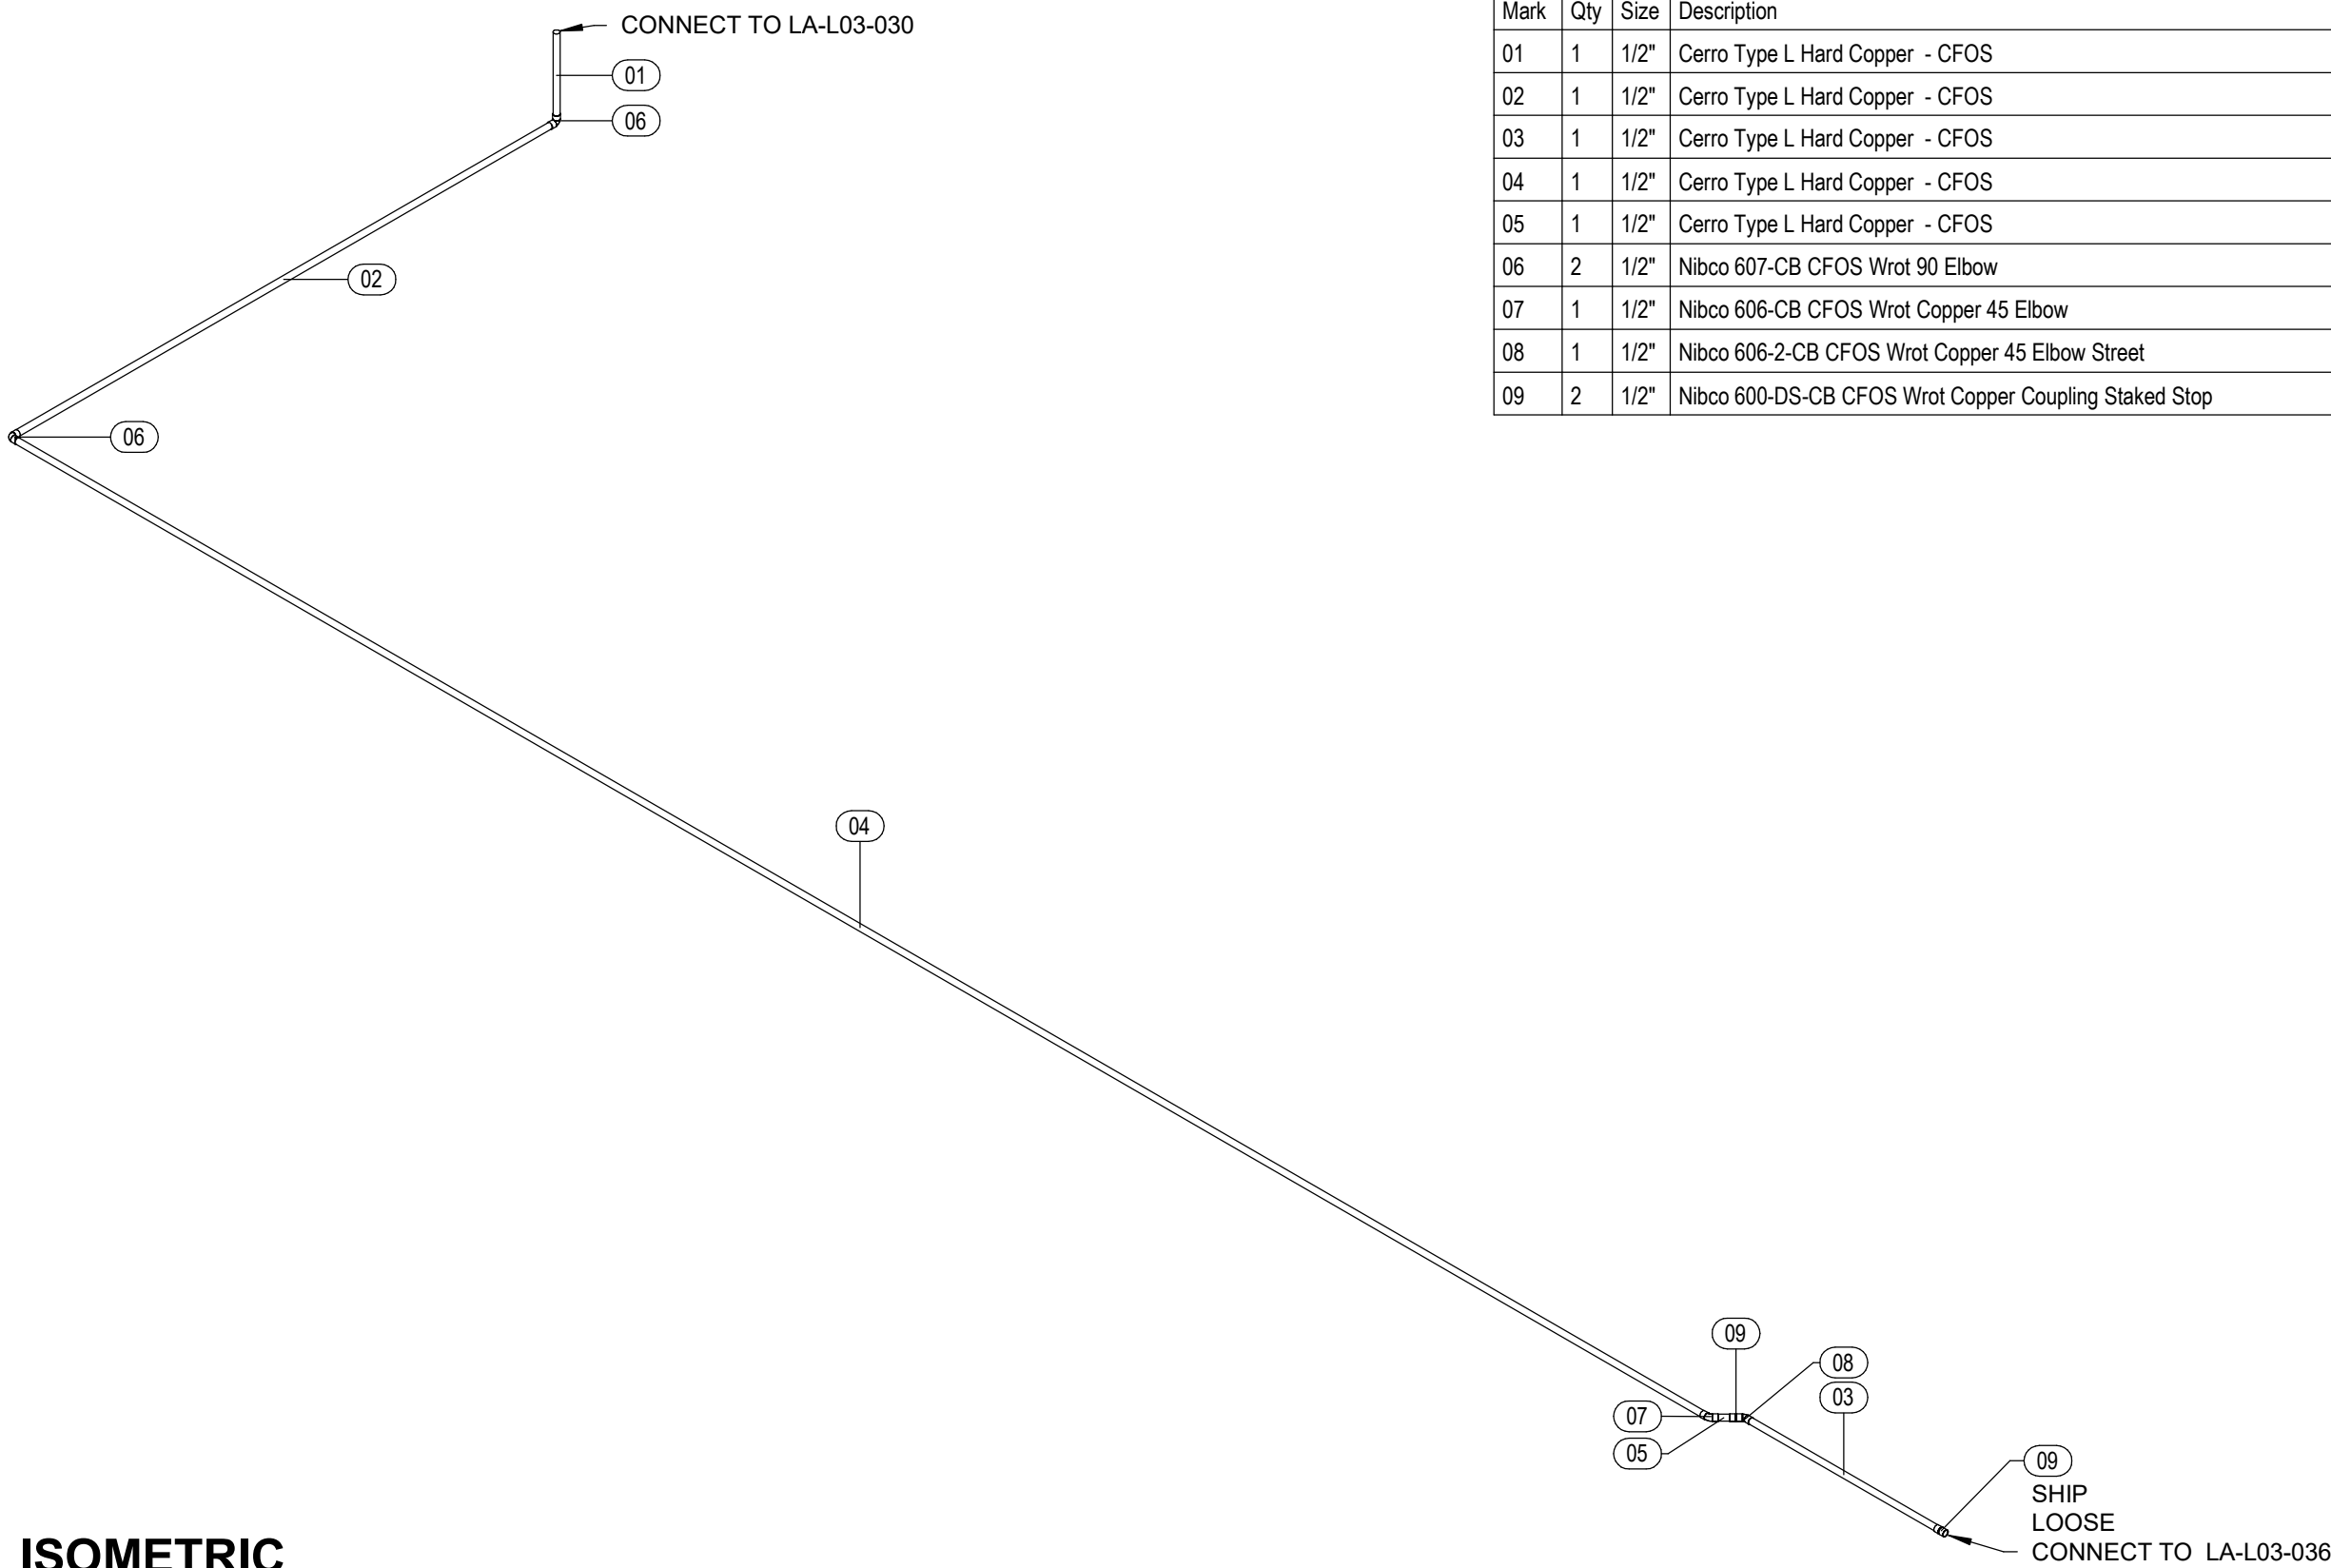 CONNECT TO LA-L03-030
01
06
02
06
04
09
08
03
07
05
09
SHIP
LOOSE
CONNECT TO LA-L03-036
ISOMETRIC
Mark Qty Size Description
01 1 1/2" Cerro Type L Hard Copper - CFOS
02 1 1/2" Cerro Type L Hard Copper - CFOS
03 1 1/2" Cerro Type L Hard Copper - CFOS
04 1 1/2" Cerro Type L Hard Copper - CFOS
05 1 1/2" Cerro Type L Hard Copper - CFOS
06 2 1/2" Nibco 607-CB CFOS Wrot 90 Elbow
07 1 1/2" Nibco 606-CB CFOS Wrot Copper 45 Elbow
08 1 1/2" Nibco 606-2-CB CFOS Wrot Copper 45 Elbow Street
09 2 1/2" Nibco 600-DS-CB CFOS Wrot Copper Coupling Staked Stop